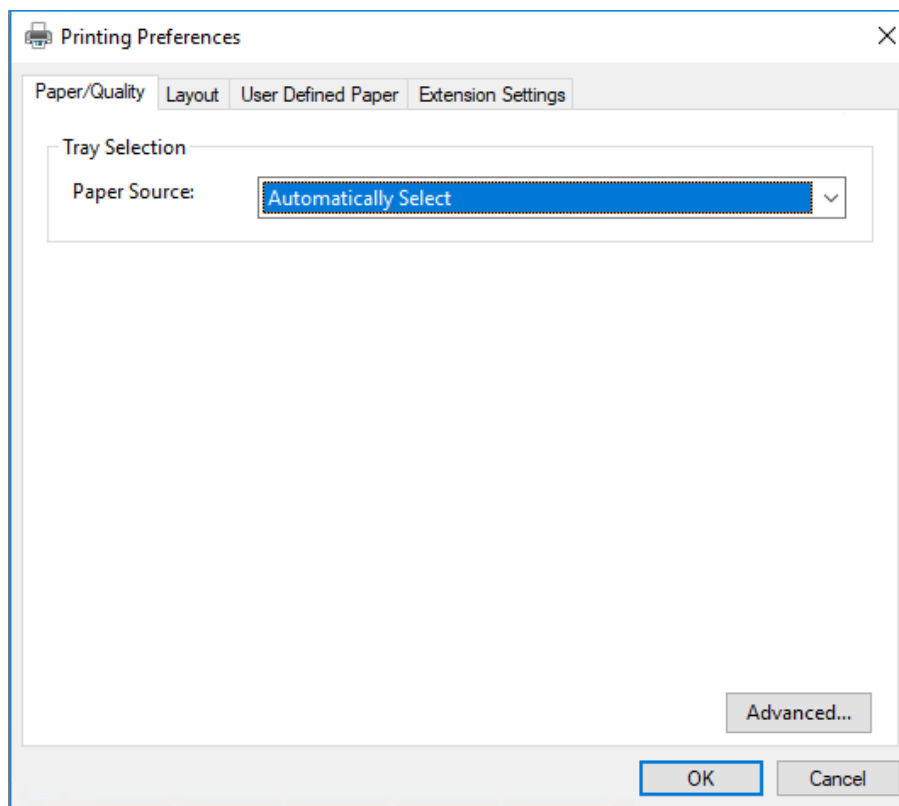 Printing Preferences
Paper/Quality Layout User Defined Paper Extension Settings
Tray Selection
Paper Source: Automatically Select
Advanced...
OK Cancel